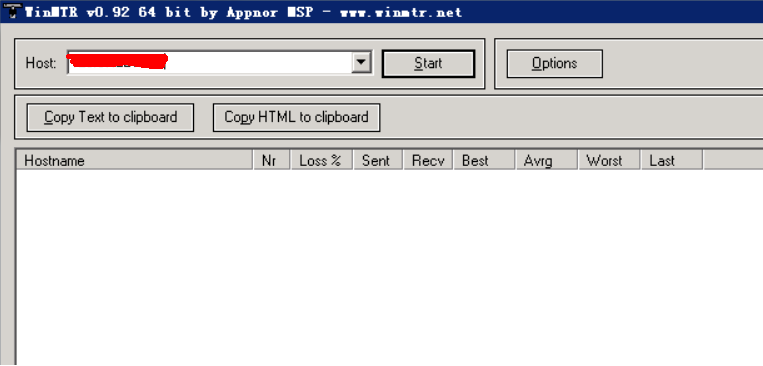 WinMTR v0.92 64 bit by Appnor MSP - www.winmtr.net
Host: Start Options
Copy Text to clipboard Copy HTML to clipboard
Hostname Nr Loss % Sent Recv Best Avrg Worst Last